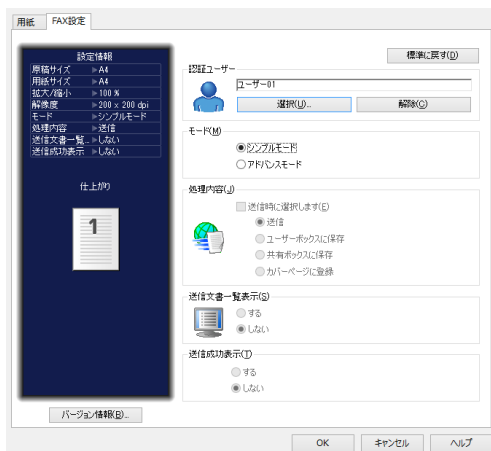 用紙
FAX設定
設定情報
原稿サイズ ▶A4
用紙サイズ ▶A4
拡大/縮小 ▶100 %
解像度 ▶200 × 200 dpi
モード ▶シンプルモード
処理内容 ▶送信
送信文書一覧.. ▶しない
送信成功表示 ▶しない
仕上がり
1
バージョン情報(B)...
標準に戻す(D)
認証ユーザー
ユーザー01
選択(U)...
解除(C)
モード(M)
シンプルモード
アドバンスモード
処理内容(J)
送信時に選択します(E)
送信
ユーザーボックスに保存
共有ボックスに保存
カバーページに登録
送信文書一覧表示(S)
する
しない
送信成功表示(T)
する
しない
OK
キャンセル
ヘルプ